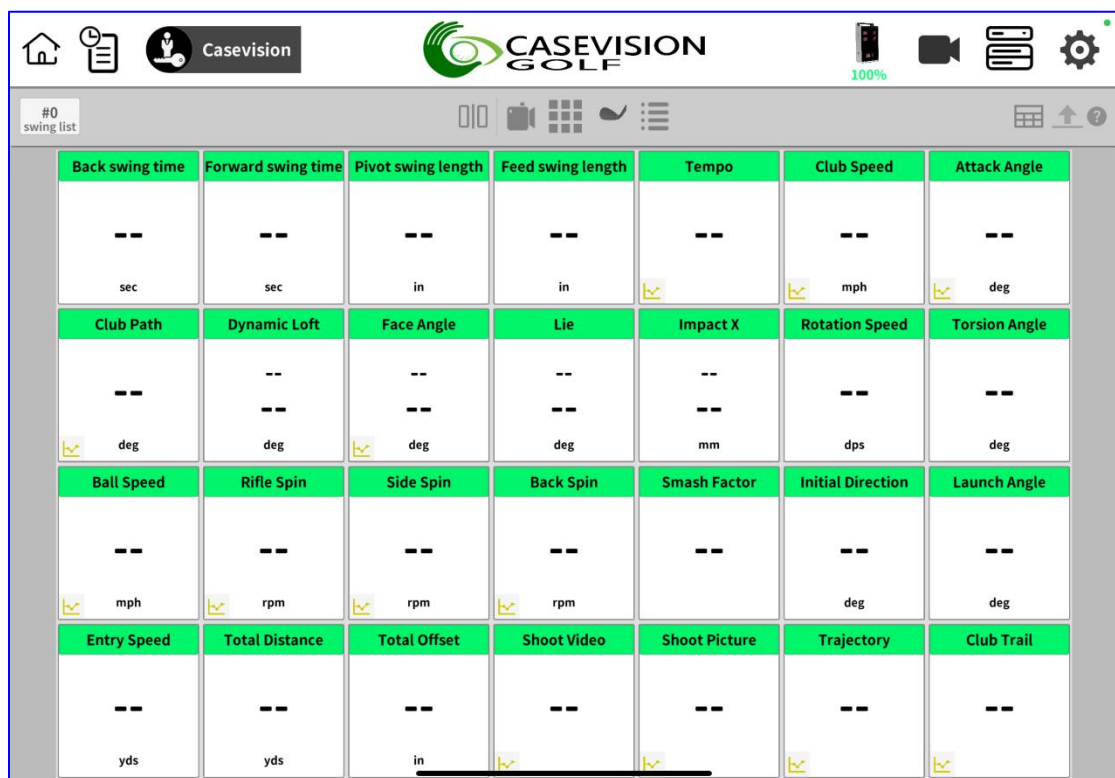 Casevision
CASEVISION
GOLF
100%
#0
swing list
Back swing time Forward swing time Pivot swing length Feed swing length Tempo Club Speed Attack Angle
-- -- -- -- -- -- --
sec sec in in mph deg
Club Path Dynamic Loft Face Angle Lie Impact X Rotation Speed Torsion Angle
-- -- -- --
-- -- -- -- -- -- --
deg deg deg deg mm dps deg
Ball Speed Rifle Spin Side Spin Back Spin Smash Factor Initial Direction Launch Angle
-- -- -- -- -- -- --
mph rpm rpm rpm deg deg
Entry Speed Total Distance Total Offset Shoot Video Shoot Picture Trajectory Club Trail
-- -- -- -- -- -- --
yds yds in